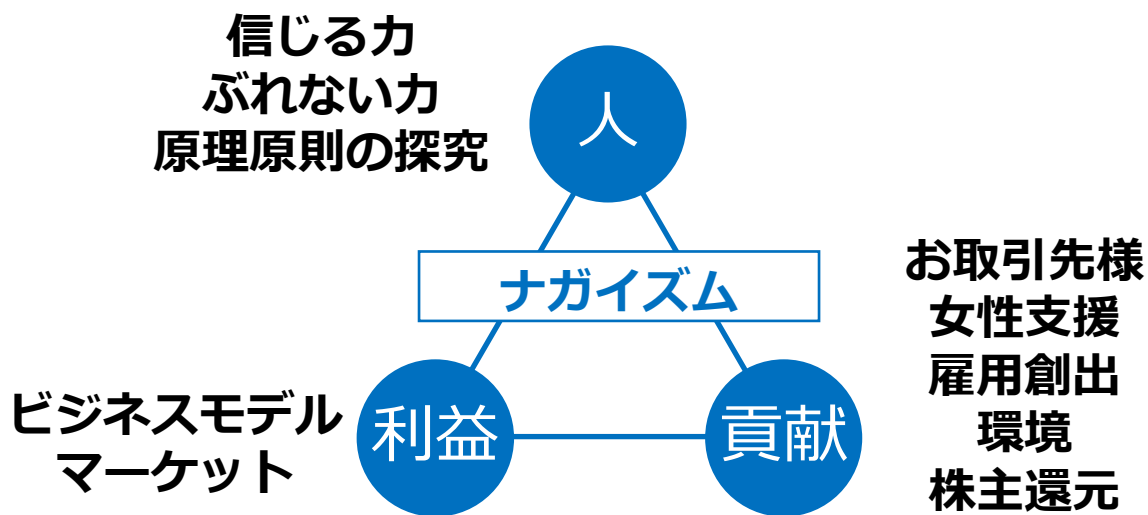 信じる力
ぶれない力
原理原則の探究
人
ナガイズム
お取引先様
女性支援
雇用創出
環境
株主還元
ビジネスモデル
マーケット
利益
貢献